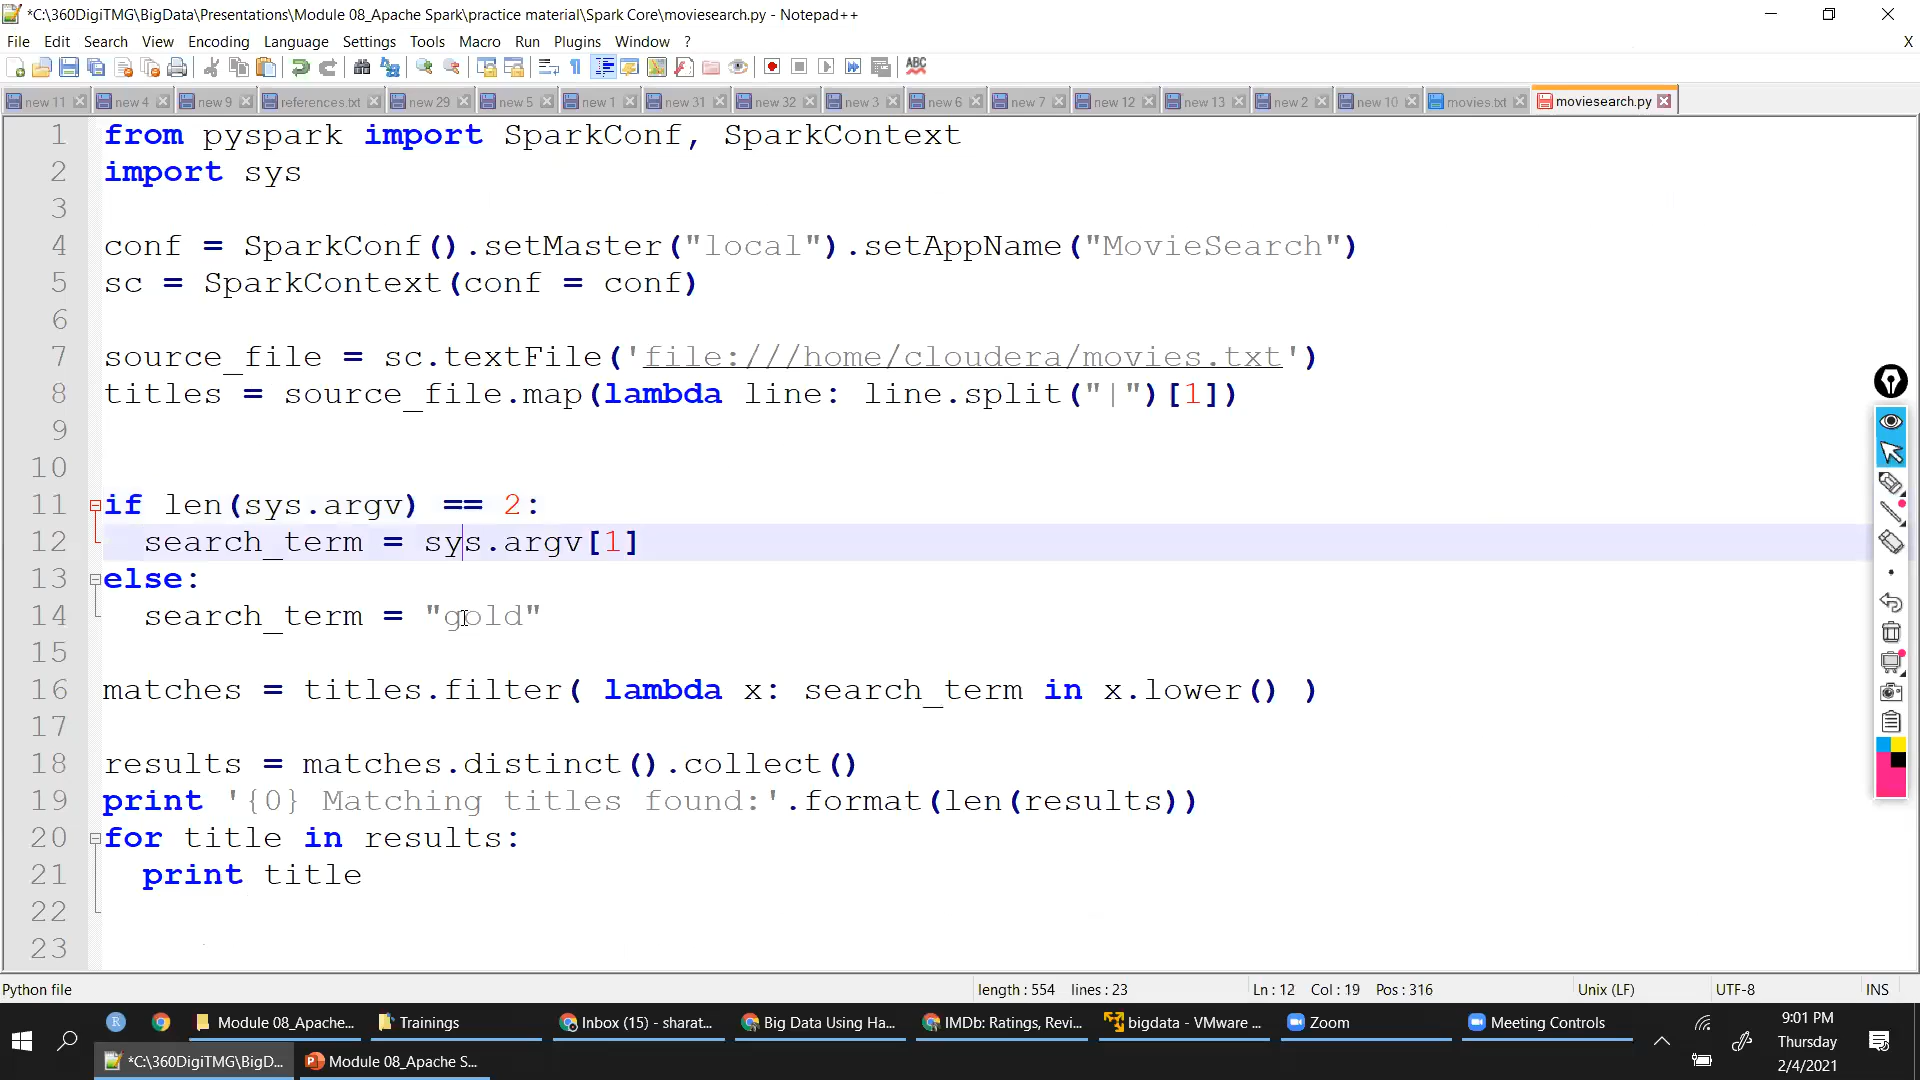 *C:\360DigiTMG\BigData\Presentations\Module 08_Apache Spark\practice material\Spark Core\moviesearch.py - Notepad++
File Edit Search View Encoding Language Settings Tools Macro Run Plugins Window ? X
ABC
new 11 new 4 new 9 references.txt new 29 new 5 new 1 new 31 new 32 new 3 new 6 new 7 new 12 new 13 new 2 new 10 movies.txt moviesearch.py
1 from pyspark import SparkConf, SparkContext
2 import sys
3
4 conf = SparkConf().setMaster("local").setAppName("MovieSearch")
5 sc = SparkContext(conf = conf)
6
7 source_file = sc.textFile('file:///home/cloudera/movies.txt')
8 titles = source_file.map(lambda line: line.split("|")[1])
9
10
11 if len(sys.argv) == 2:
12 search_term = sys.argv[1]
13 else:
14 search_term = "gold"
15
16 matches = titles.filter( lambda x: search_term in x.lower() )
17
18 results = matches.distinct().collect()
19 print '{0} Matching titles found:'.format(len(results))
20 for title in results:
21 print title
22
23
Python file length : 554 lines : 23 Ln : 12 Col : 19 Pos : 316 Unix (LF) UTF-8 INS
R Module 08_Apache... Trainings Inbox (15) - sharat... Big Data Using Ha... IMDb: Ratings, Revi... bigdata - VMware ... Zoom Meeting Controls
*C:\360DigiTMG\BigD... Module 08_Apache S...
9:01 PM
Thursday
2/4/2021